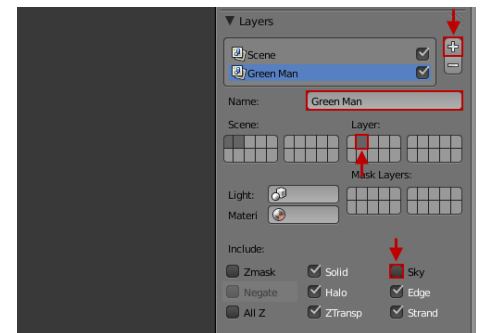 Layers
Scene
Green Man
Name: Green Man
Scene: Layer:
Mask Layers:
Light:
Materi
Include:
Zmask Solid Sky
Negate Halo Edge
All Z ZTransp Strand